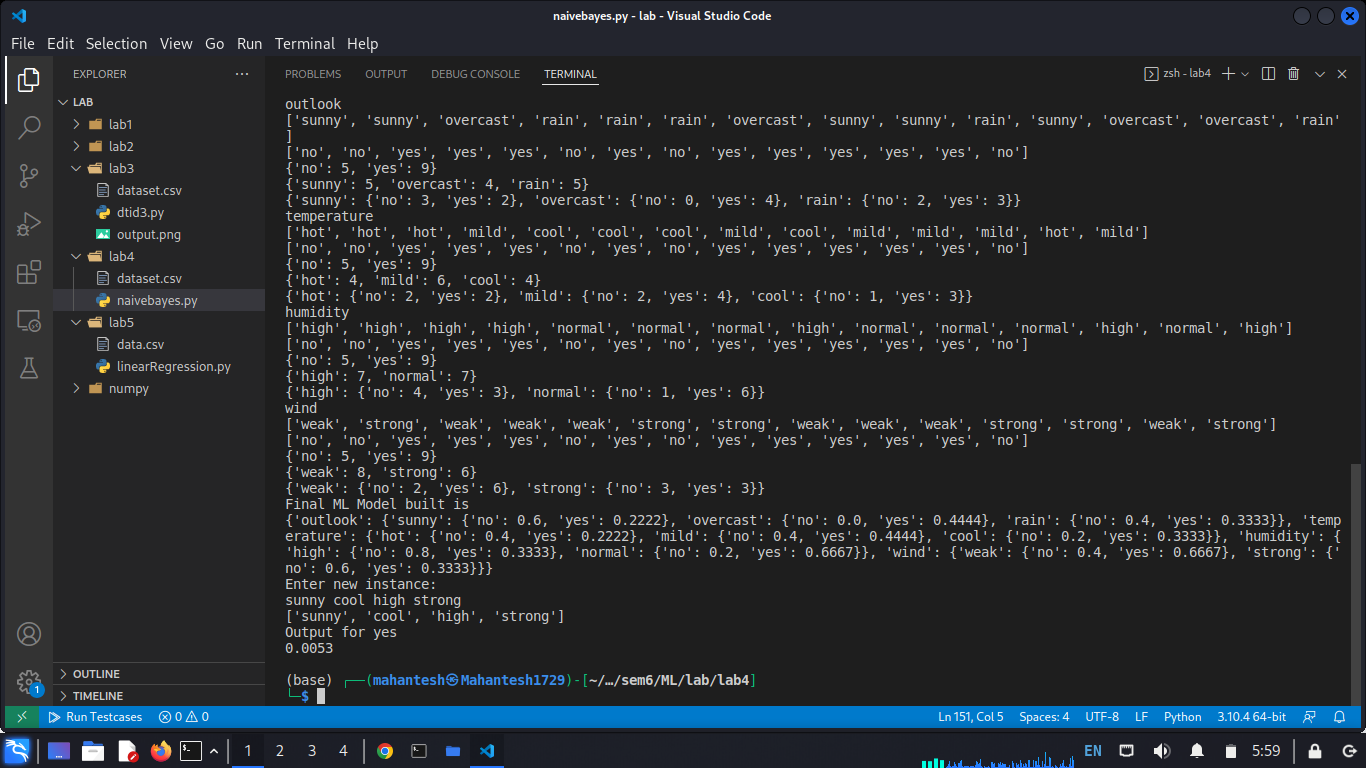 naivebayes.py - lab - Visual Studio Code
File Edit Selection View Go Run Terminal Help
EXPLORER ...
LAB
lab1
lab2
lab3
dataset.csv
dtid3.py
output.png
lab4
dataset.csv
naivebayes.py
lab5
data.csv
linearRegression.py
numpy
OUTLINE
TIMELINE
1
PROBLEMS OUTPUT DEBUG CONSOLE TERMINAL
zsh - lab4
outlook
['sunny', 'sunny', 'overcast', 'rain', 'rain', 'rain', 'overcast', 'sunny', 'sunny', 'rain', 'sunny', 'overcast', 'overcast', 'rain'
]
['no', 'no', 'yes', 'yes', 'yes', 'no', 'yes', 'no', 'yes', 'yes', 'yes', 'yes', 'yes', 'no']
{'no': 5, 'yes': 9}
{'sunny': 5, 'overcast': 4, 'rain': 5}
{'sunny': {'no': 3, 'yes': 2}, 'overcast': {'no': 0, 'yes': 4}, 'rain': {'no': 2, 'yes': 3}}
temperature
['hot', 'hot', 'hot', 'mild', 'cool', 'cool', 'cool', 'mild', 'cool', 'mild', 'mild', 'mild', 'hot', 'mild']
['no', 'no', 'yes', 'yes', 'yes', 'no', 'yes', 'no', 'yes', 'yes', 'yes', 'yes', 'yes', 'no']
{'no': 5, 'yes': 9}
{'hot': 4, 'mild': 6, 'cool': 4}
{'hot': {'no': 2, 'yes': 2}, 'mild': {'no': 2, 'yes': 4}, 'cool': {'no': 1, 'yes': 3}}
humidity
['high', 'high', 'high', 'high', 'normal', 'normal', 'normal', 'high', 'normal', 'normal', 'normal', 'high', 'normal', 'high']
['no', 'no', 'yes', 'yes', 'yes', 'no', 'yes', 'no', 'yes', 'yes', 'yes', 'yes', 'yes', 'no']
{'no': 5, 'yes': 9}
{'high': 7, 'normal': 7}
{'high': {'no': 4, 'yes': 3}, 'normal': {'no': 1, 'yes': 6}}
wind
['weak', 'strong', 'weak', 'weak', 'weak', 'strong', 'strong', 'weak', 'weak', 'weak', 'strong', 'strong', 'weak', 'strong']
['no', 'no', 'yes', 'yes', 'yes', 'no', 'yes', 'no', 'yes', 'yes', 'yes', 'yes', 'yes', 'no']
{'no': 5, 'yes': 9}
{'weak': 8, 'strong': 6}
{'weak': {'no': 2, 'yes': 6}, 'strong': {'no': 3, 'yes': 3}}
Final ML Model built is
{'outlook': {'sunny': {'no': 0.6, 'yes': 0.2222}, 'overcast': {'no': 0.0, 'yes': 0.4444}, 'rain': {'no': 0.4, 'yes': 0.3333}}, 'temp
erature': {'hot': {'no': 0.4, 'yes': 0.2222}, 'mild': {'no': 0.4, 'yes': 0.4444}, 'cool': {'no': 0.2, 'yes': 0.3333}}, 'humidity': {
'high': {'no': 0.8, 'yes': 0.3333}, 'normal': {'no': 0.2, 'yes': 0.6667}}, 'wind': {'weak': {'no': 0.4, 'yes': 0.6667}, 'strong': {'
no': 0.6, 'yes': 0.3333}}}
Enter new instance:
sunny cool high strong
['sunny', 'cool', 'high', 'strong']
Output for yes
0.0053
(base) ┌──(mahantesh㉿Mahantesh1729)-[~/…/sem6/ML/lab/lab4]
└─$
Run Testcases 0 0 Ln 151, Col 5 Spaces: 4 UTF-8 LF Python 3.10.4 64-bit
1 2 3 4 EN 5:59